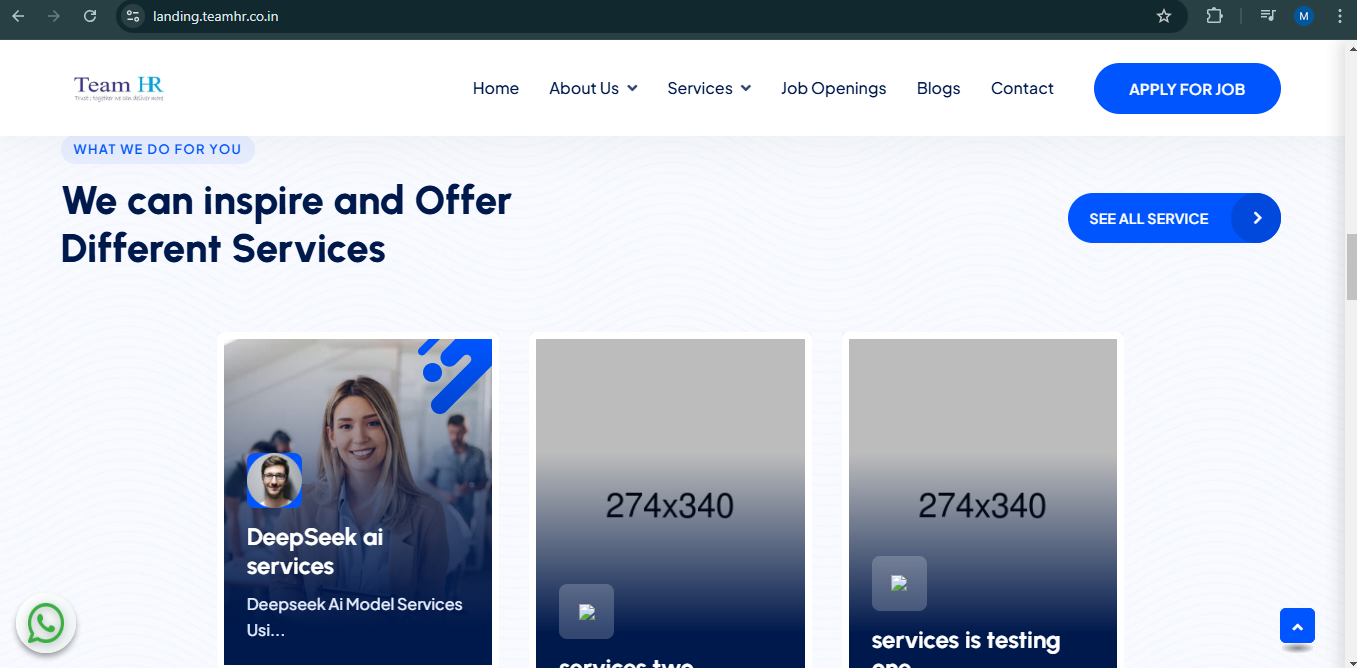 landing.teamhr.co.in
M
Team HR
Trust : together we can deliver more
Home
About Us
Services
Job Openings
Blogs
Contact
APPLY FOR JOB
WHAT WE DO FOR YOU
We can inspire and Offer
Different Services
SEE ALL SERVICE
DeepSeek ai
services
Deepseek Ai Model Services
Usi...
274x340
services two
274x340
services is testing
one